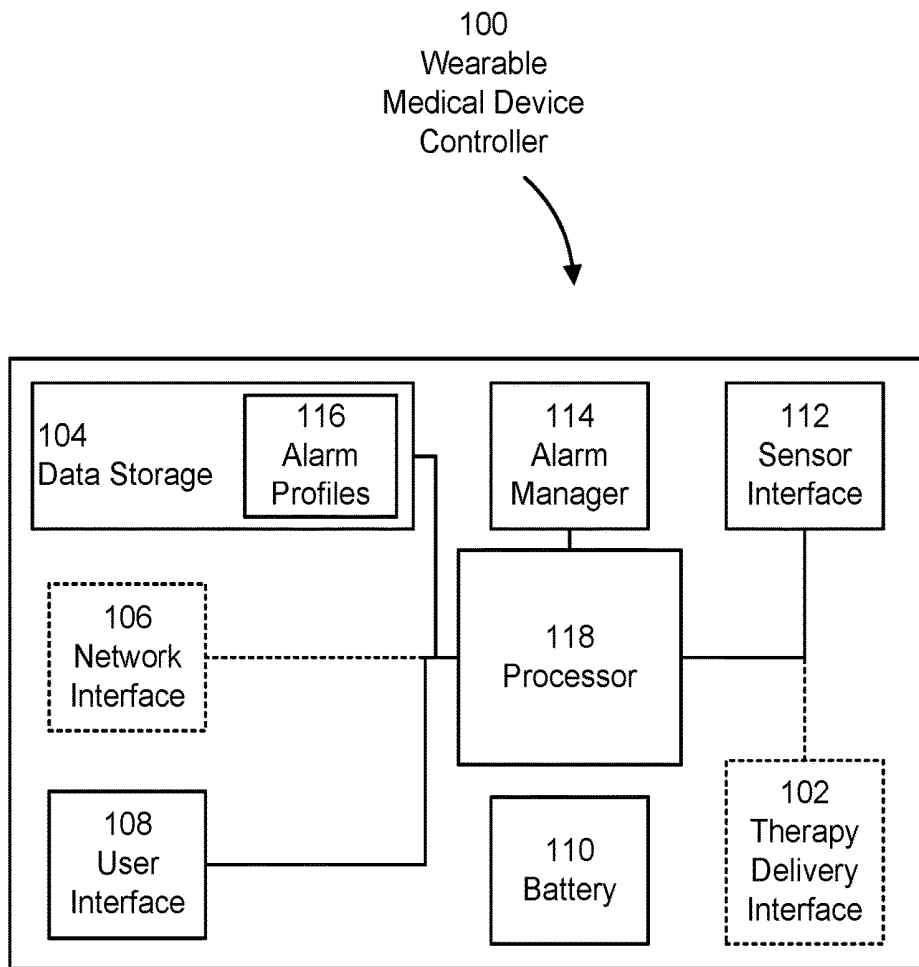 100
Wearable
Medical Device
Controller
104
Data Storage
116
Alarm
Profiles
114
Alarm
Manager
112
Sensor
Interface
106
Network
Interface
118
Processor
108
User
Interface
110
Battery
102
Therapy
Delivery
Interface